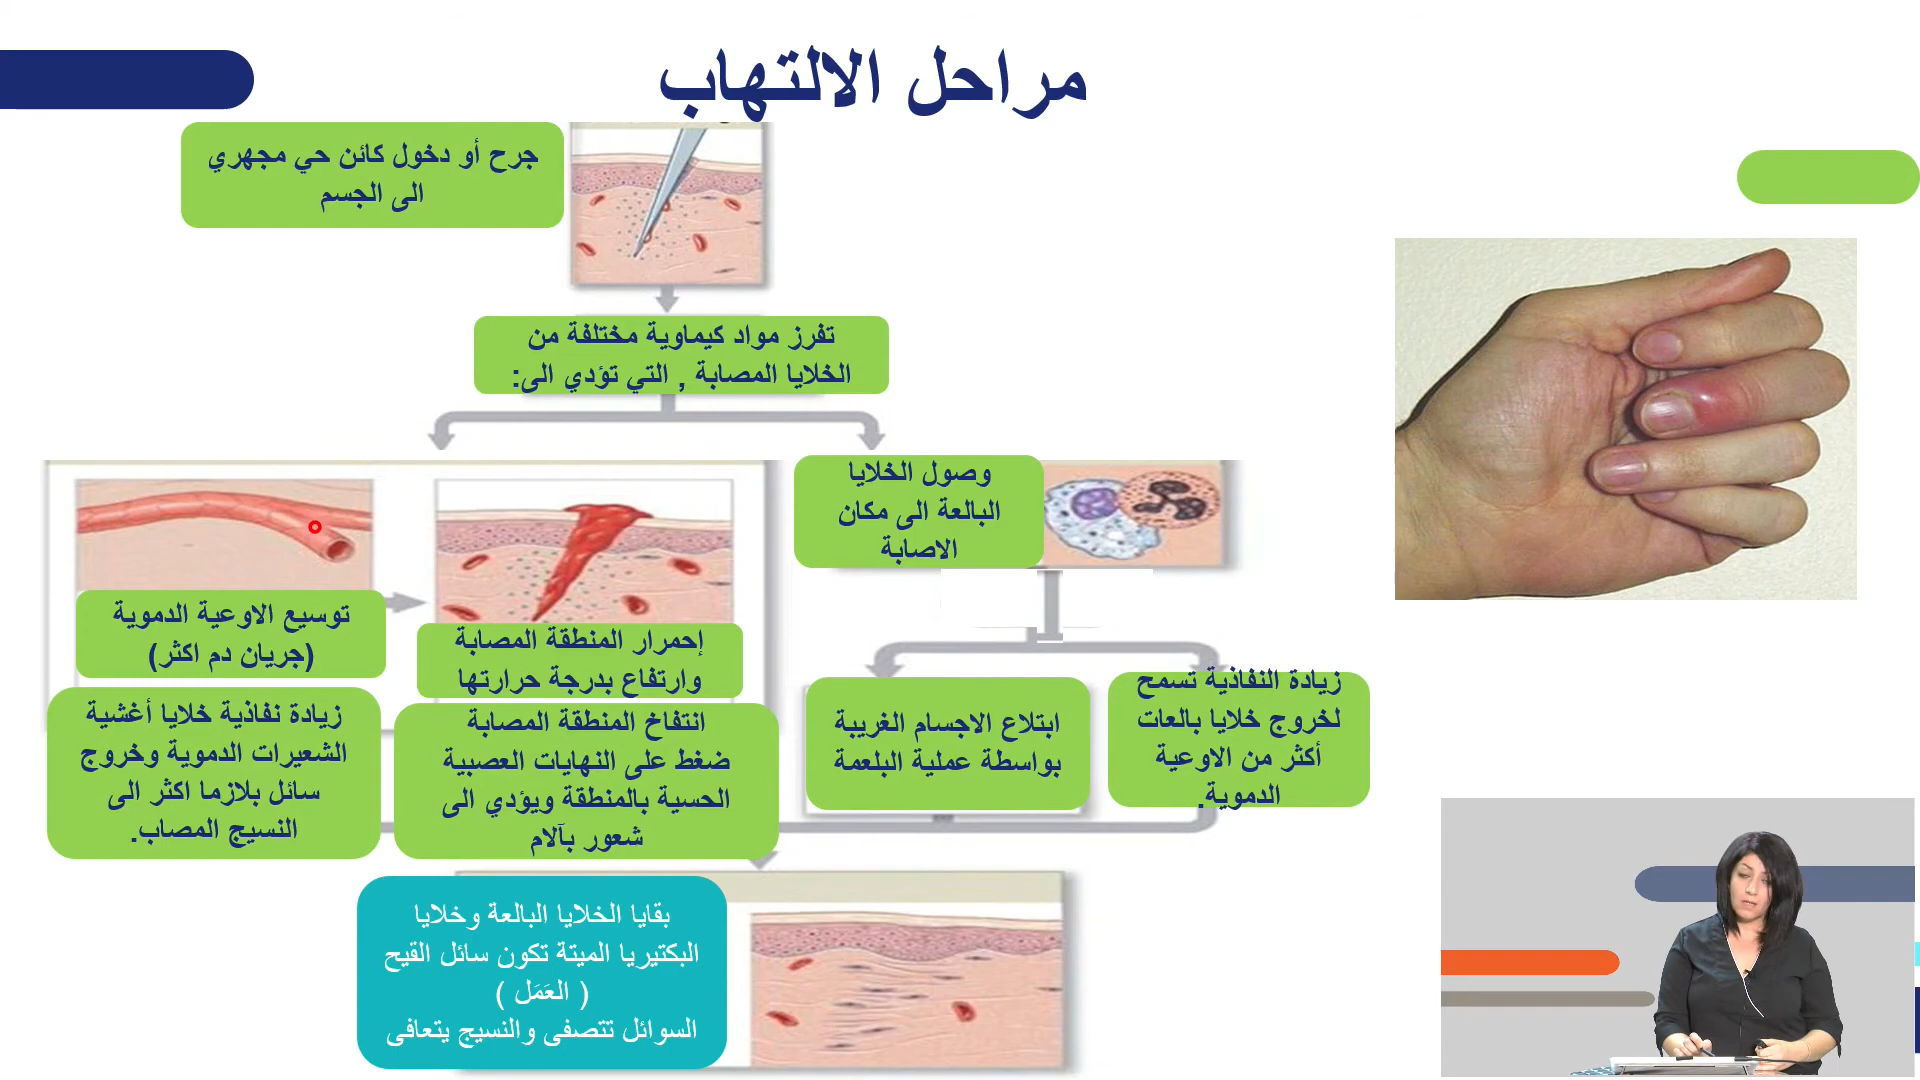 مراحل الالتهاب
جرح أو دخول كائن حي مجهري
الى الجسم
تفرز مواد كيماوية مختلفة من
الخلايا المصابة , التي تؤدي الى:
وصول الخلايا
البالعة الى مكان
الاصابة
توسيع الاوعية الدموية
(جريان دم اكثر)
إحمرار المنطقة المصابة
وارتفاع بدرجة حرارتها
زيادة نفاذية خلايا أغشية
الشعيرات الدموية وخروج
سائل بلازما اكثر الى
النسيج المصاب.
انتفاخ المنطقة المصابة
ضغط على النهايات العصبية
الحسية بالمنطقة ويؤدي الى
شعور بآلام
ابتلاع الاجسام الغريبة
بواسطة عملية البلعمة
زيادة النفاذية تسمح
لخروج خلايا بالعات
أكثر من الاوعية
الدموية.
بقايا الخلايا البالعة وخلايا
البكتيريا الميتة تكون سائل القيح
( العَمَل )
السوائل تتصفى والنسيج يتعافى